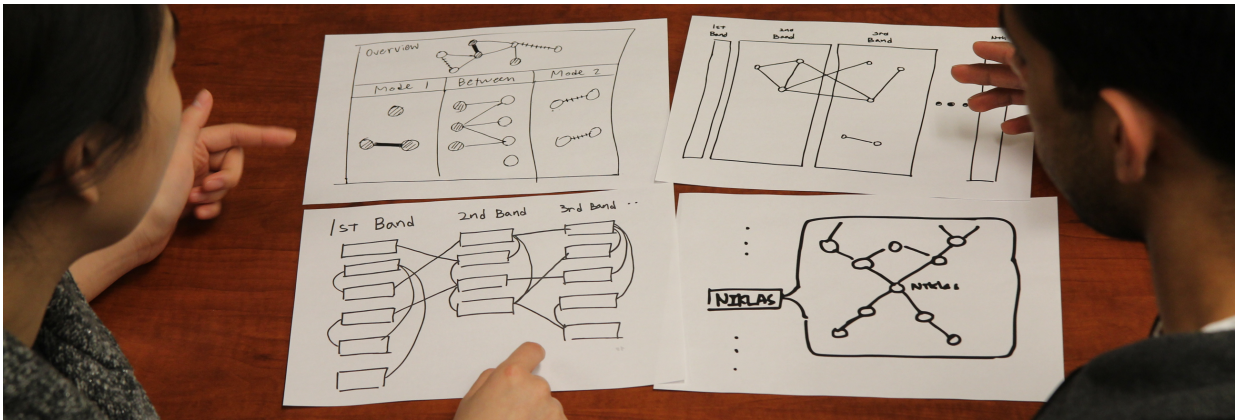 Overview
Mode 1 Between Mode 2
1st Band 2nd Band 3rd Band
1st Band 2nd Band 3rd Band ..
NIKLAS
Niklas